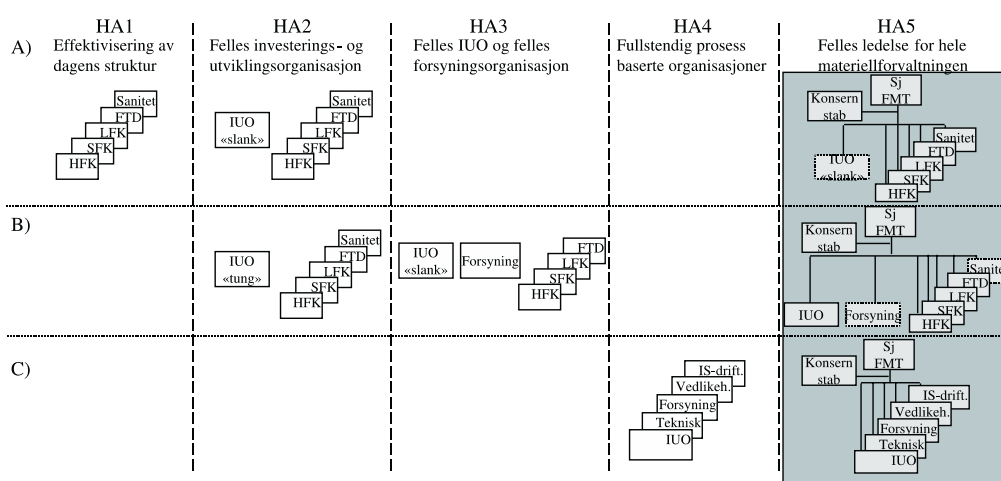 HA1
HA2
HA3
HA4
HA5
A)
Effektivisering av
dagens struktur
Felles investerings- og
utviklingsorganisasjon
Felles IUO og felles
forsyningsorganisasjon
Fullstendig prosess
baserte organisasjoner
Felles ledelse for hele
materiellforvaltningen
Sanitet
FTD
LFK
SFK
HFK
IUO
«slank»
Sanitet
FTD
LFK
SFK
HFK
Sj
FMT
Konsern
stab
IUO
«slank»
Sanitet
FTD
LFK
SFK
HFK
B)
IUO
«tung»
Sanitet
FTD
LFK
SFK
HFK
IUO
«slank»
Forsyning
FTD
LFK
SFK
HFK
Sj
FMT
Konsern
stab
IUO
Forsyning
Sanitet
FTD
LFK
SFK
HFK
C)
IS-drift.
Vedlikeh.
Forsyning
Teknisk
IUO
Sj
FMT
Konsern
stab
IS-drift.
Vedlikeh.
Forsyning
Teknisk
IUO